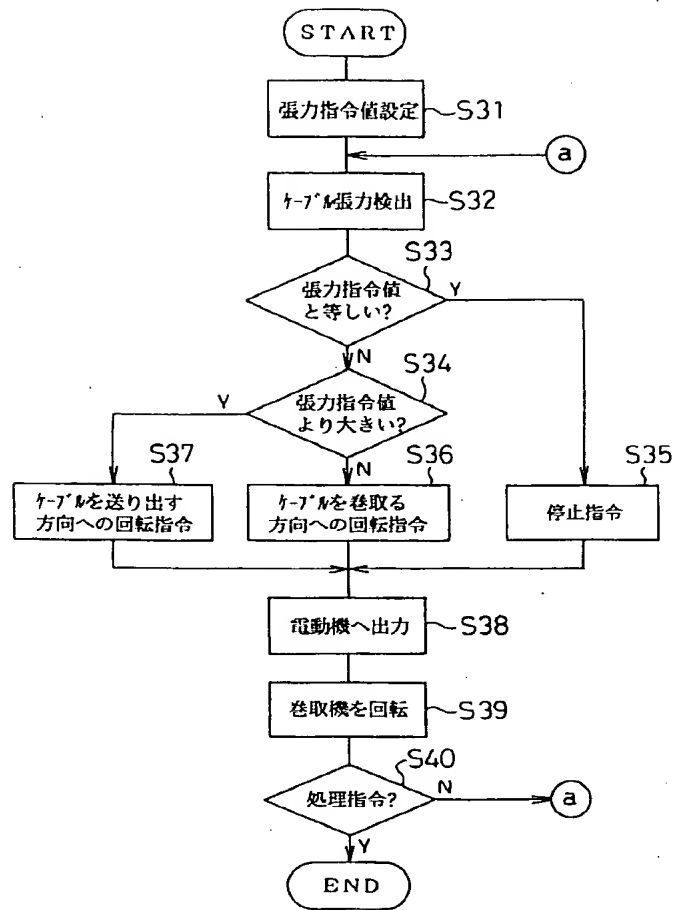 START
張力指令値設定
S31
a
ケーブル張力検出
S32
S33
張力指令値
と等しい?
Y
N
S34
張力指令値
より大きい?
Y
N
S37
ケーブルを送り出す
方向への回転指令
S36
ケーブルを巻取る
方向への回転指令
S35
停止指令
電動機へ出力
S38
巻取機を回転
S39
S40
処理指令?
N
a
Y
END